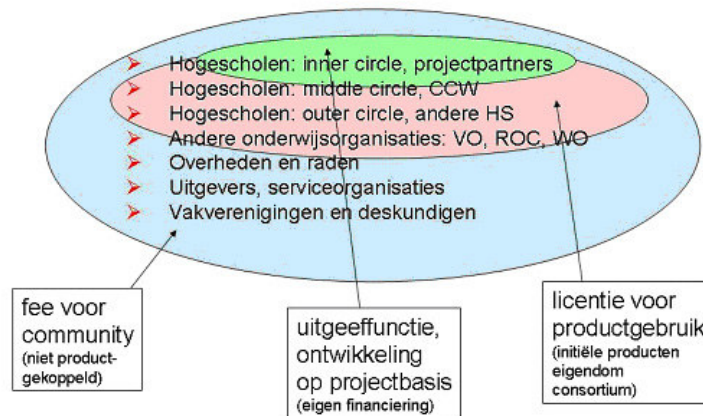 Hogescholen: inner circle, projectpartners
Hogescholen: middle circle, CCW
Hogescholen: outer circle, andere HS
Andere onderwijsorganisaties: VO, ROC, WO
Overheden en raden
Uitgevers, serviceorganisaties
Vakverenigingen en deskundigen
fee voor
community
(niet product-
gekoppeld)
uitgeeffunctie,
ontwikkeling
op projectbasis
(eigen financiering)
licentie voor
productgebruik
(initiële producten
eigendom
consortium)